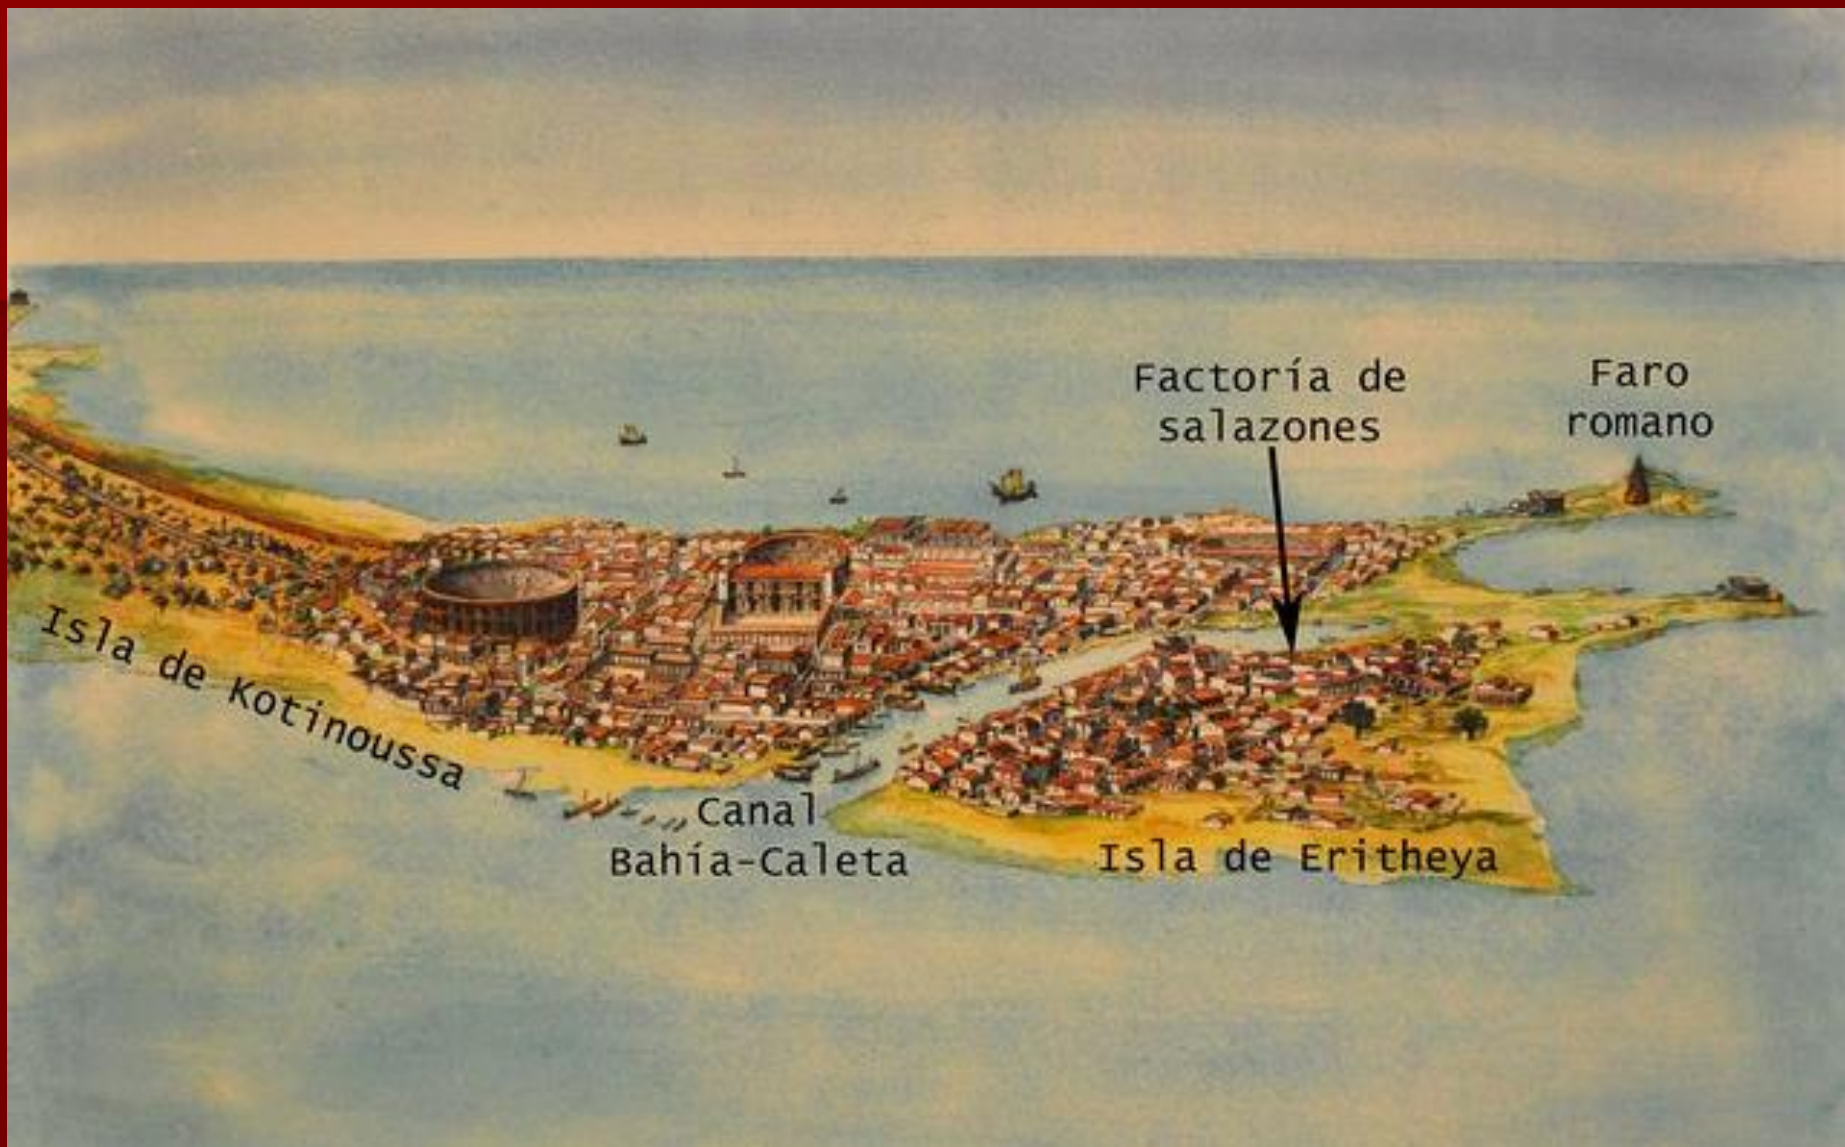 Factoría de
salazones
Faro
romano
Isla de Kotinoussa
Canal
Bahía-Caleta
Isla de Eritheya